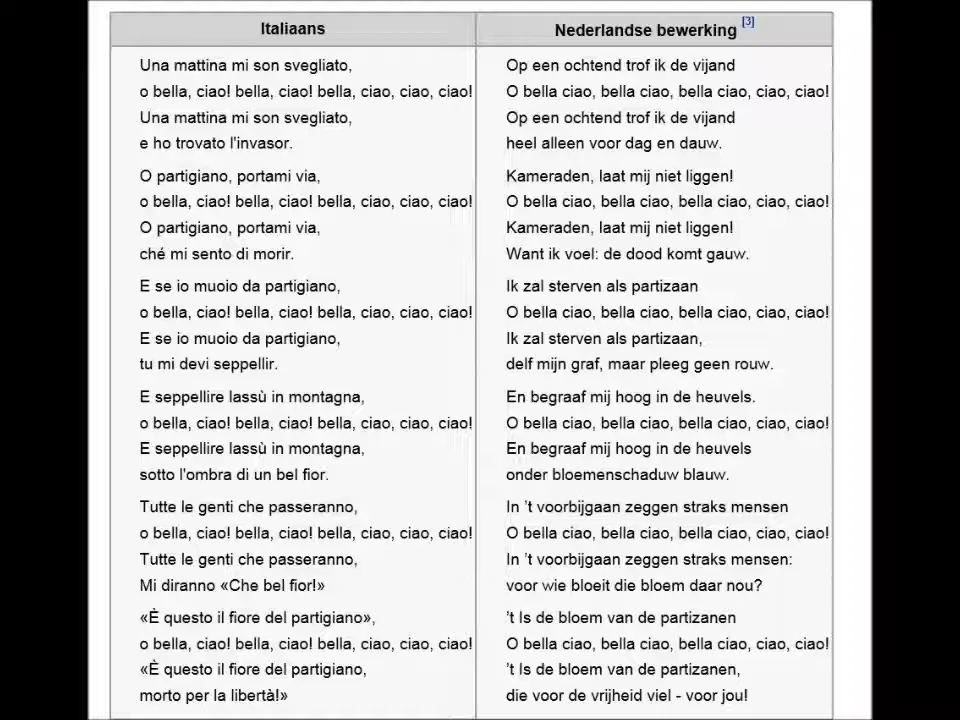 Italiaans
Una mattina mi son svegliato,
o bella, ciao! bella, ciao! bella, ciao, ciao, ciao!
Una mattina mi son svegliato,
e ho trovato l'invasor.
O partigiano, portami via,
o bella, ciao! bella, ciao! bella, ciao, ciao, ciao!
O partigiano, portami via,
ché mi sento di morir.
E se io muoio da partigiano,
o bella, ciao! bella, ciao! bella, ciao, ciao, ciao!
E se io muoio da partigiano,
tu mi devi seppellir.
E seppellire lassù in montagna,
o bella, ciao! bella, ciao! bella, ciao, ciao, ciao!
E seppellire lassù in montagna,
sotto l'ombra di un bel fior.
Tutte le genti che passeranno,
o bella, ciao! bella, ciao! bella, ciao, ciao, ciao!
Tutte le genti che passeranno,
Mi diranno «Che bel fior!»
«È questo il fiore del partigiano»,
o bella, ciao! bella, ciao! bella, ciao, ciao, ciao!
«È questo il fiore del partigiano,
morto per la libertà!»
Nederlandse bewerking [3]
Op een ochtend trof ik de vijand
O bella ciao, bella ciao, bella ciao, ciao, ciao!
Op een ochtend trof ik de vijand
heel alleen voor dag en dauw.
Kameraden, laat mij niet liggen!
O bella ciao, bella ciao, bella ciao, ciao, ciao!
Kameraden, laat mij niet liggen!
Want ik voel: de dood komt gauw.
Ik zal sterven als partizaan
O bella ciao, bella ciao, bella ciao, ciao, ciao!
Ik zal sterven als partizaan,
delf mijn graf, maar pleeg geen rouw.
En begraaf mij hoog in de heuvels.
O bella ciao, bella ciao, bella ciao, ciao, ciao!
En begraaf mij hoog in de heuvels
onder bloemenschaduw blauw.
In 't voorbijgaan zeggen straks mensen
O bella ciao, bella ciao, bella ciao, ciao, ciao!
In 't voorbijgaan zeggen straks mensen:
voor wie bloeit die bloem daar nou?
't Is de bloem van de partizanen
O bella ciao, bella ciao, bella ciao, ciao, ciao!
't Is de bloem van de partizanen,
die voor de vrijheid viel - voor jou!